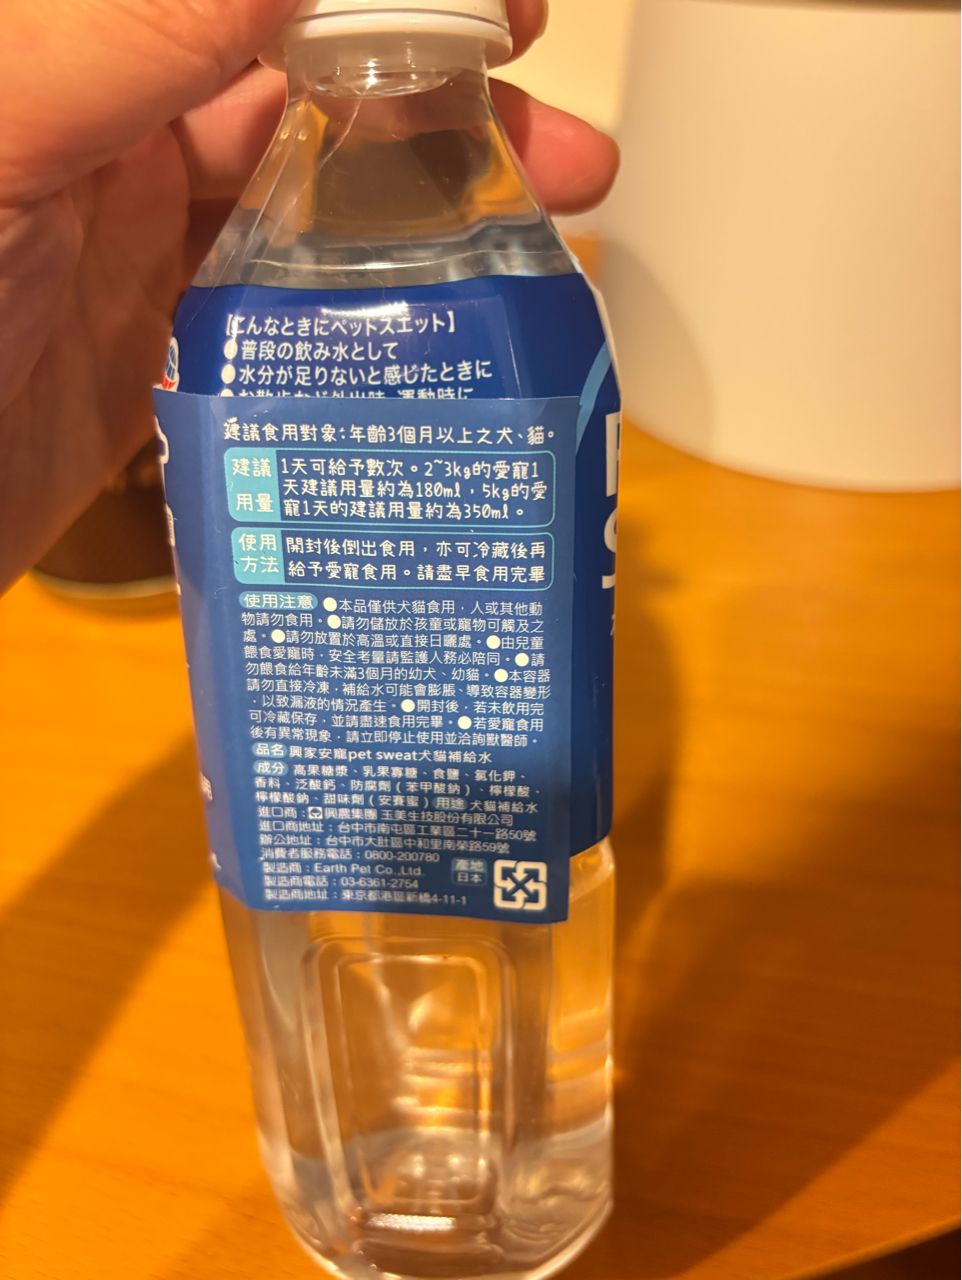 【こんなときにペットスエット】
●普段の飲み水として
●水分が足りないと感じたときに
●お散歩など外出時、運動時に
建議食用對象：年齡3個月以上之犬、貓。
建議用量
1天可給予數次。2~3kg的愛寵1
天建議用量約為180ml，5kg的愛
寵1天的建議用量約為350ml。
使用方法
開封後倒出食用，亦可冷藏後再
給予愛寵食用。請盡早食用完畢
使用注意 ●本品僅供犬貓食用，人或其他動
物請勿食用。●請勿儲放於孩童或寵物可觸及之
處。●請勿放置於高溫或直接日曬處。●由兒童
餵食愛寵時，安全考量請監護人務必陪同。●請
勿餵食給年齡未滿3個月的幼犬、幼貓。●本容器
請勿直接冷凍，補給水可能會膨脹、導致容器變形
，以致漏液的情況產生。●開封後，若未飲用完
可冷藏保存，並請盡速食用完畢。●若愛寵食用
後有異常現象，請立即停止使用並洽詢獸醫師。
品名 興家安寵pet sweat犬貓補給水
成分 高果糖漿、乳果寡糖、食鹽、氯化鉀、
香料、泛酸鈣、防腐劑（苯甲酸鈉）、檸檬酸、
檸檬酸鈉、甜味劑（安賽蜜）用途 犬貓補給水
進口商：興農集團 玉美生技股份有限公司
進口商地址：台中市南屯區工業區二十一路50號
辦公地址：台中市大肚區中和里南榮路59號
消費者服務電話：0800-200780
製造商：Earth Pet Co.,Ltd.
製造商電話：03-6361-2754
製造商地址：東京都港區新橋4-11-1
產地
日本